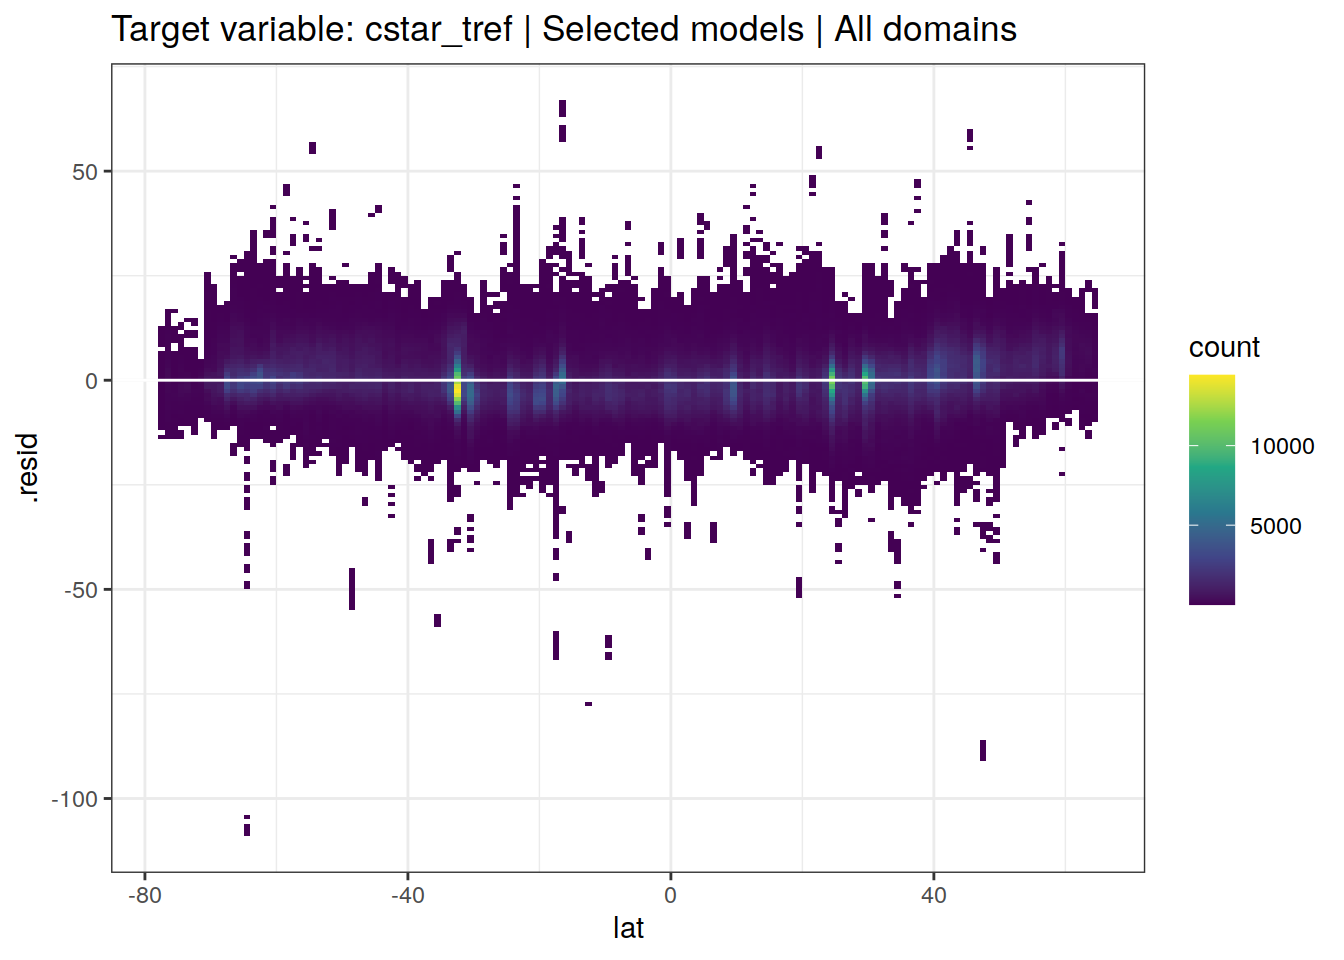 Target variable: cstar_tref | Selected models | All domains
.resid
50
0
-50
-100
-80
-40
0
40
lat
count
10000
5000